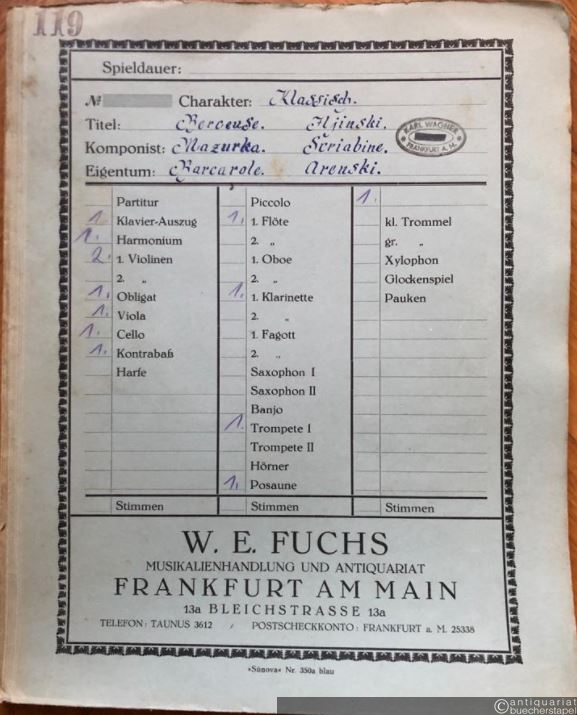 119
Spieldauer:
№ Charakter: Klassisch.
Titel: Berceuse. Iljinski.
Komponist: Mazurka. Scriabine.
Eigentum: Barcarole. Arenski.
KARL WAGNER
FRANKFURT A. M.
Partitur
1. Klavier-Auszug
1. Harmonium
2. 1. Violinen
2. „
1. Obligat
1. Viola
1. Cello
1. Kontrabaß
Harfe
Stimmen
Piccolo
1. 1. Flöte
2. „
1. Oboe
2. „
1. 1. Klarinette
2. „
1. Fagott
2. „
Saxophon I
Saxophon II
Banjo
1. Trompete I
Trompete II
Hörner
1. Posaune
Stimmen
1.
kl. Trommel
gr. „
Xylophon
Glockenspiel
Pauken
Stimmen
W. E. FUCHS
MUSIKALIENHANDLUNG UND ANTIQUARIAT
FRANKFURT AM MAIN
13a BLEICHSTRASSE 13a
TELEFON: TAUNUS 3612 / POSTSCHECKKONTO: FRANKFURT a. M. 25338
»Sünova« Nr. 350a blau
antiquariat
buecherstapel